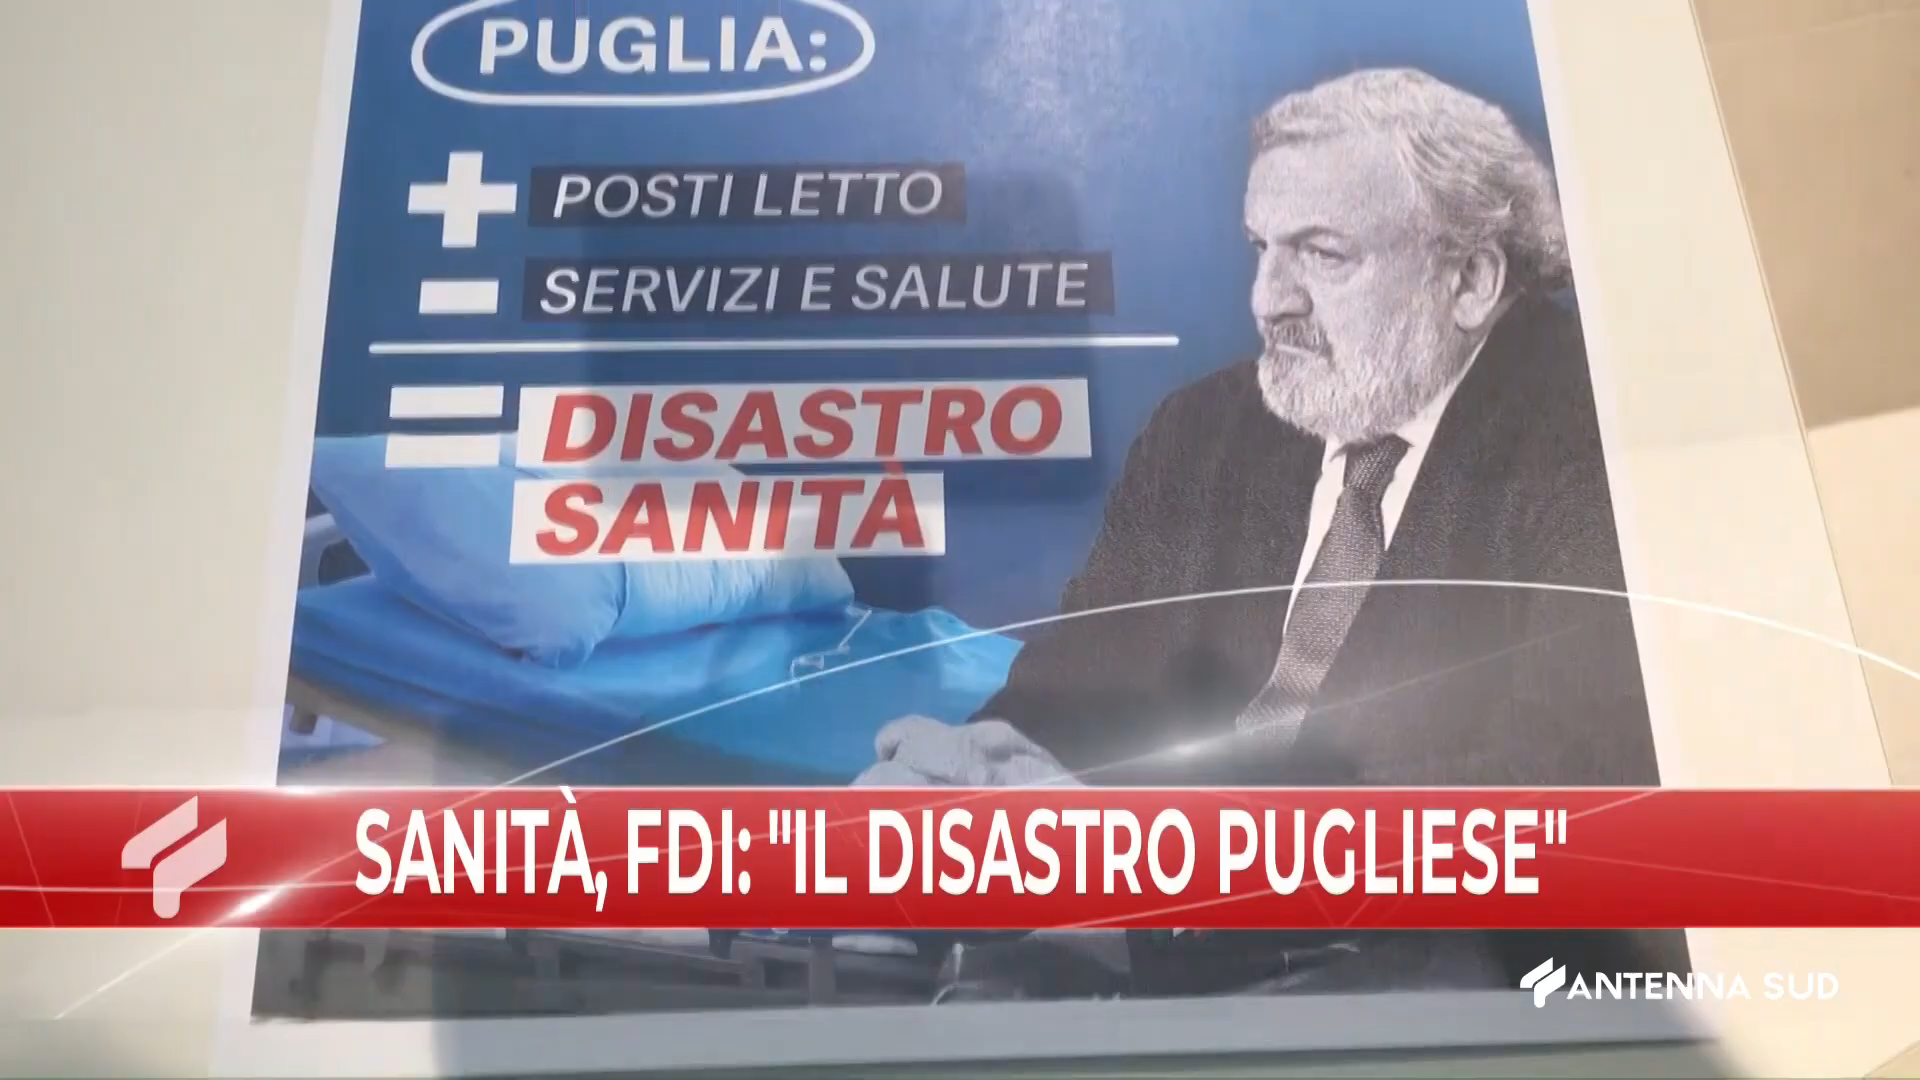 PUGLIA:
+ POSTI LETTO
- SERVIZI E SALUTE
= DISASTRO
SANITÀ
SANITÀ, FDI: "IL DISASTRO PUGLIESE"
ANTENNA SUD